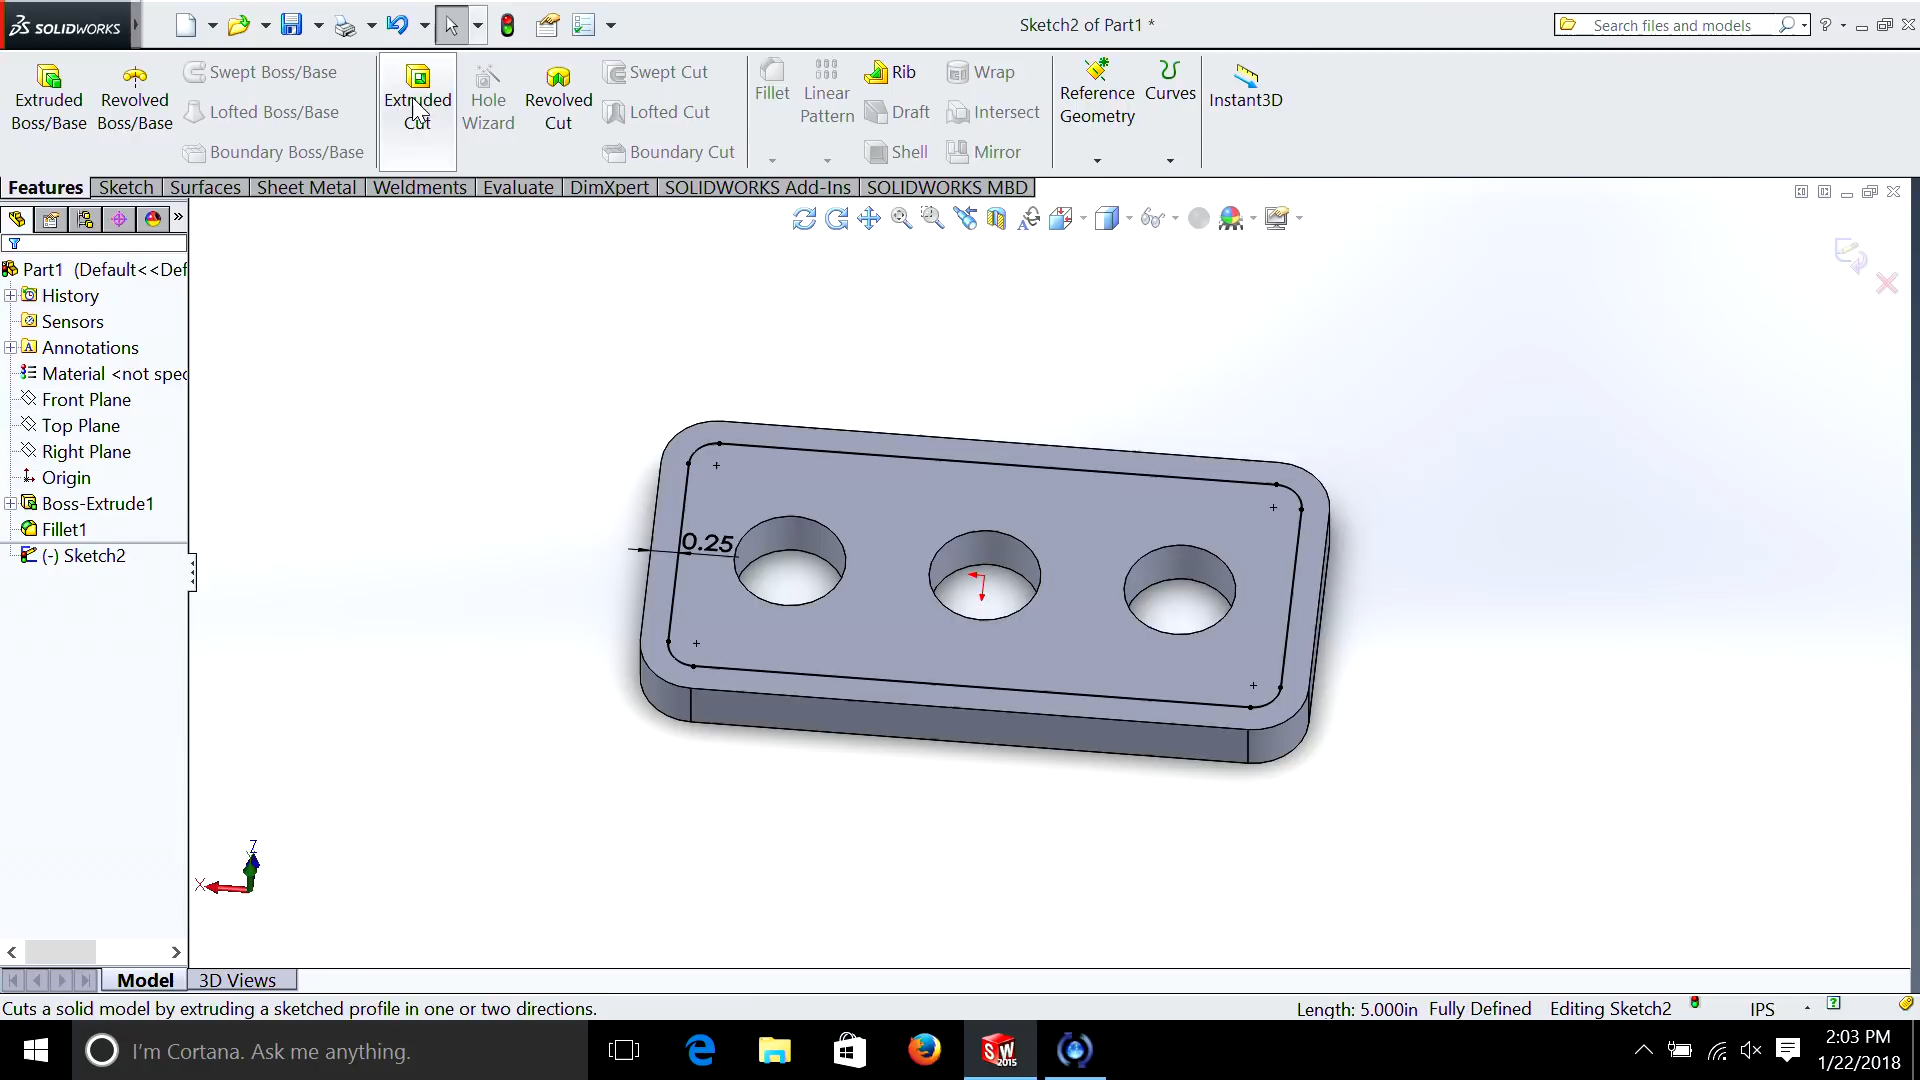 SOLIDWORKS
Sketch2 of Part1 *
Search files and models
Extruded Boss/Base
Revolved Boss/Base
Swept Boss/Base
Lofted Boss/Base
Boundary Boss/Base
Extruded Cut
Hole Wizard
Revolved Cut
Swept Cut
Lofted Cut
Boundary Cut
Fillet
Linear Pattern
Rib
Draft
Shell
Wrap
Intersect
Mirror
Reference Geometry
Curves
Instant3D
Features
Sketch
Surfaces
Sheet Metal
Weldments
Evaluate
DimXpert
SOLIDWORKS Add-Ins
SOLIDWORKS MBD
Part1 (Default<<Def
History
Sensors
Annotations
Material <not spec
Front Plane
Top Plane
Right Plane
Origin
Boss-Extrude1
Fillet1
(-) Sketch2
0.25
Z
X
Model
3D Views
Cuts a solid model by extruding a sketched profile in one or two directions.
Length: 5.000in
Fully Defined
Editing Sketch2
IPS
I'm Cortana. Ask me anything.
SW
2015
2:03 PM
1/22/2018